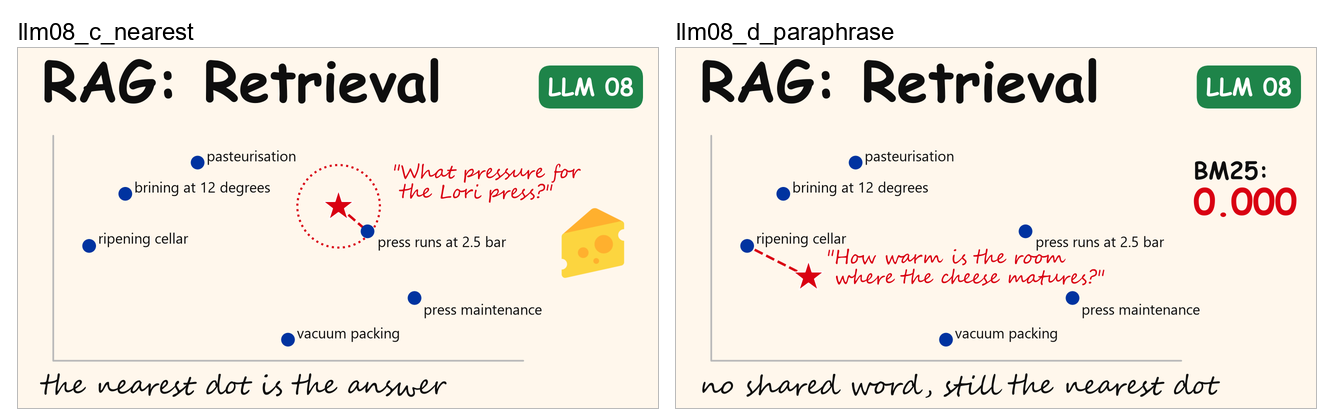 llm08_c_nearest
RAG: Retrieval
LLM 08
pasteurisation
brining at 12 degrees
"What pressure for
the Lori press?"
ripening cellar
press runs at 2.5 bar
press maintenance
vacuum packing
the nearest dot is the answer
llm08_d_paraphrase
RAG: Retrieval
LLM 08
pasteurisation
BM25:
brining at 12 degrees
0.000
ripening cellar
press runs at 2.5 bar
"How warm is the room
where the cheese matures?"
press maintenance
vacuum packing
no shared word, still the nearest dot